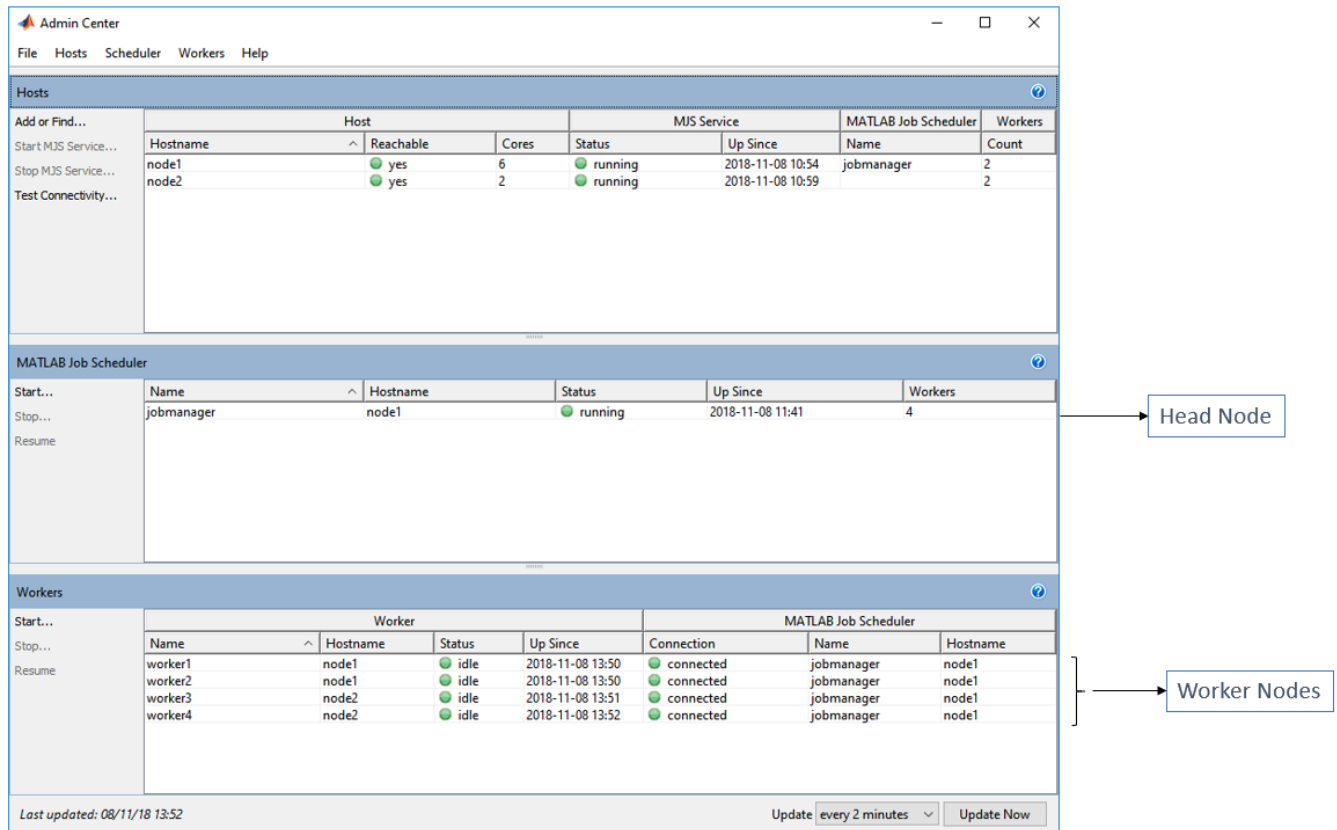 Admin Center
File Hosts Scheduler Workers Help
Hosts
Add or Find...
Start MJS Service...
Stop MJS Service...
Test Connectivity...
Host MJS Service MATLAB Job Scheduler Workers
Hostname Reachable Cores Status Up Since Name Count
node1 yes 6 running 2018-11-08 10:54 jobmanager 2
node2 yes 2 running 2018-11-08 10:59 2
MATLAB Job Scheduler
Start...
Stop...
Resume
Name Hostname Status Up Since Workers
jobmanager node1 running 2018-11-08 11:41 4
Head Node
Workers
Start...
Stop...
Resume
Worker MATLAB Job Scheduler
Name Hostname Status Up Since Connection Name Hostname
worker1 node1 idle 2018-11-08 13:50 connected jobmanager node1
worker2 node1 idle 2018-11-08 13:50 connected jobmanager node1
worker3 node2 idle 2018-11-08 13:51 connected jobmanager node1
worker4 node2 idle 2018-11-08 13:52 connected jobmanager node1
Worker Nodes
Last updated: 08/11/18 13:52
Update every 2 minutes Update Now